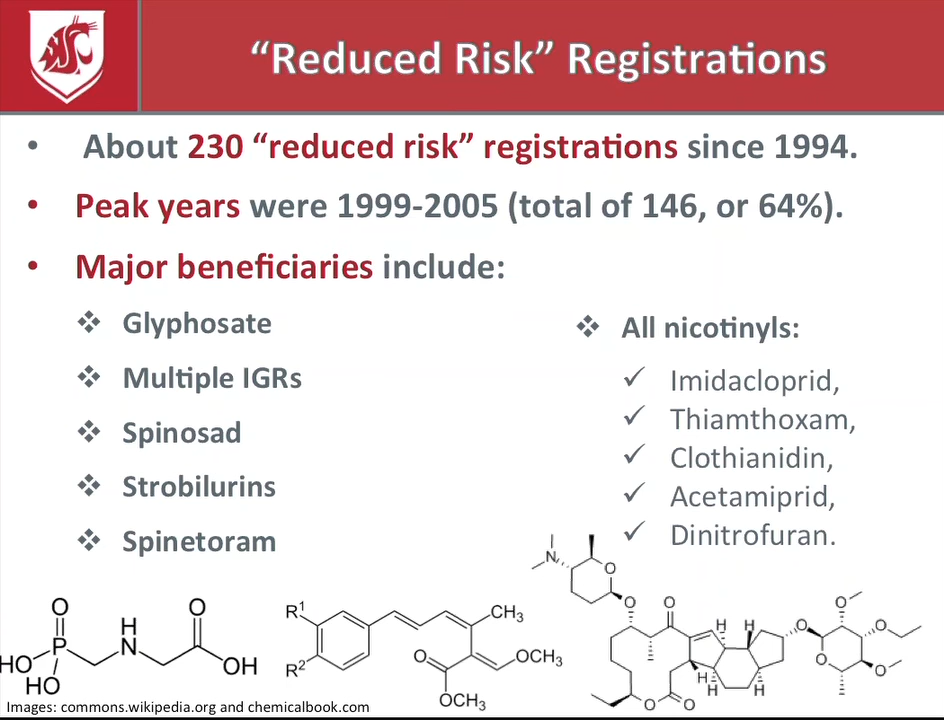 “Reduced Risk” Registrations
• About 230 “reduced risk” registrations since 1994.
• Peak years were 1999-2005 (total of 146, or 64%).
• Major beneficiaries include:
❖ Glyphosate
❖ Multiple IGRs
❖ Spinosad
❖ Strobilurins
❖ Spinetoram
❖ All nicotinyls:
✓ Imidacloprid,
✓ Thiamthoxam,
✓ Clothianidin,
✓ Acetamiprid,
✓ Dinitrofuran.
O
HO P
HO
H
N
O
OH
R¹
R²
CH₃
O
OCH₃
OCH₃
N
O
O
O
H H
H
H H
O
O
O
O
O
O
O
Images: commons.wikipedia.org and chemicalbook.com